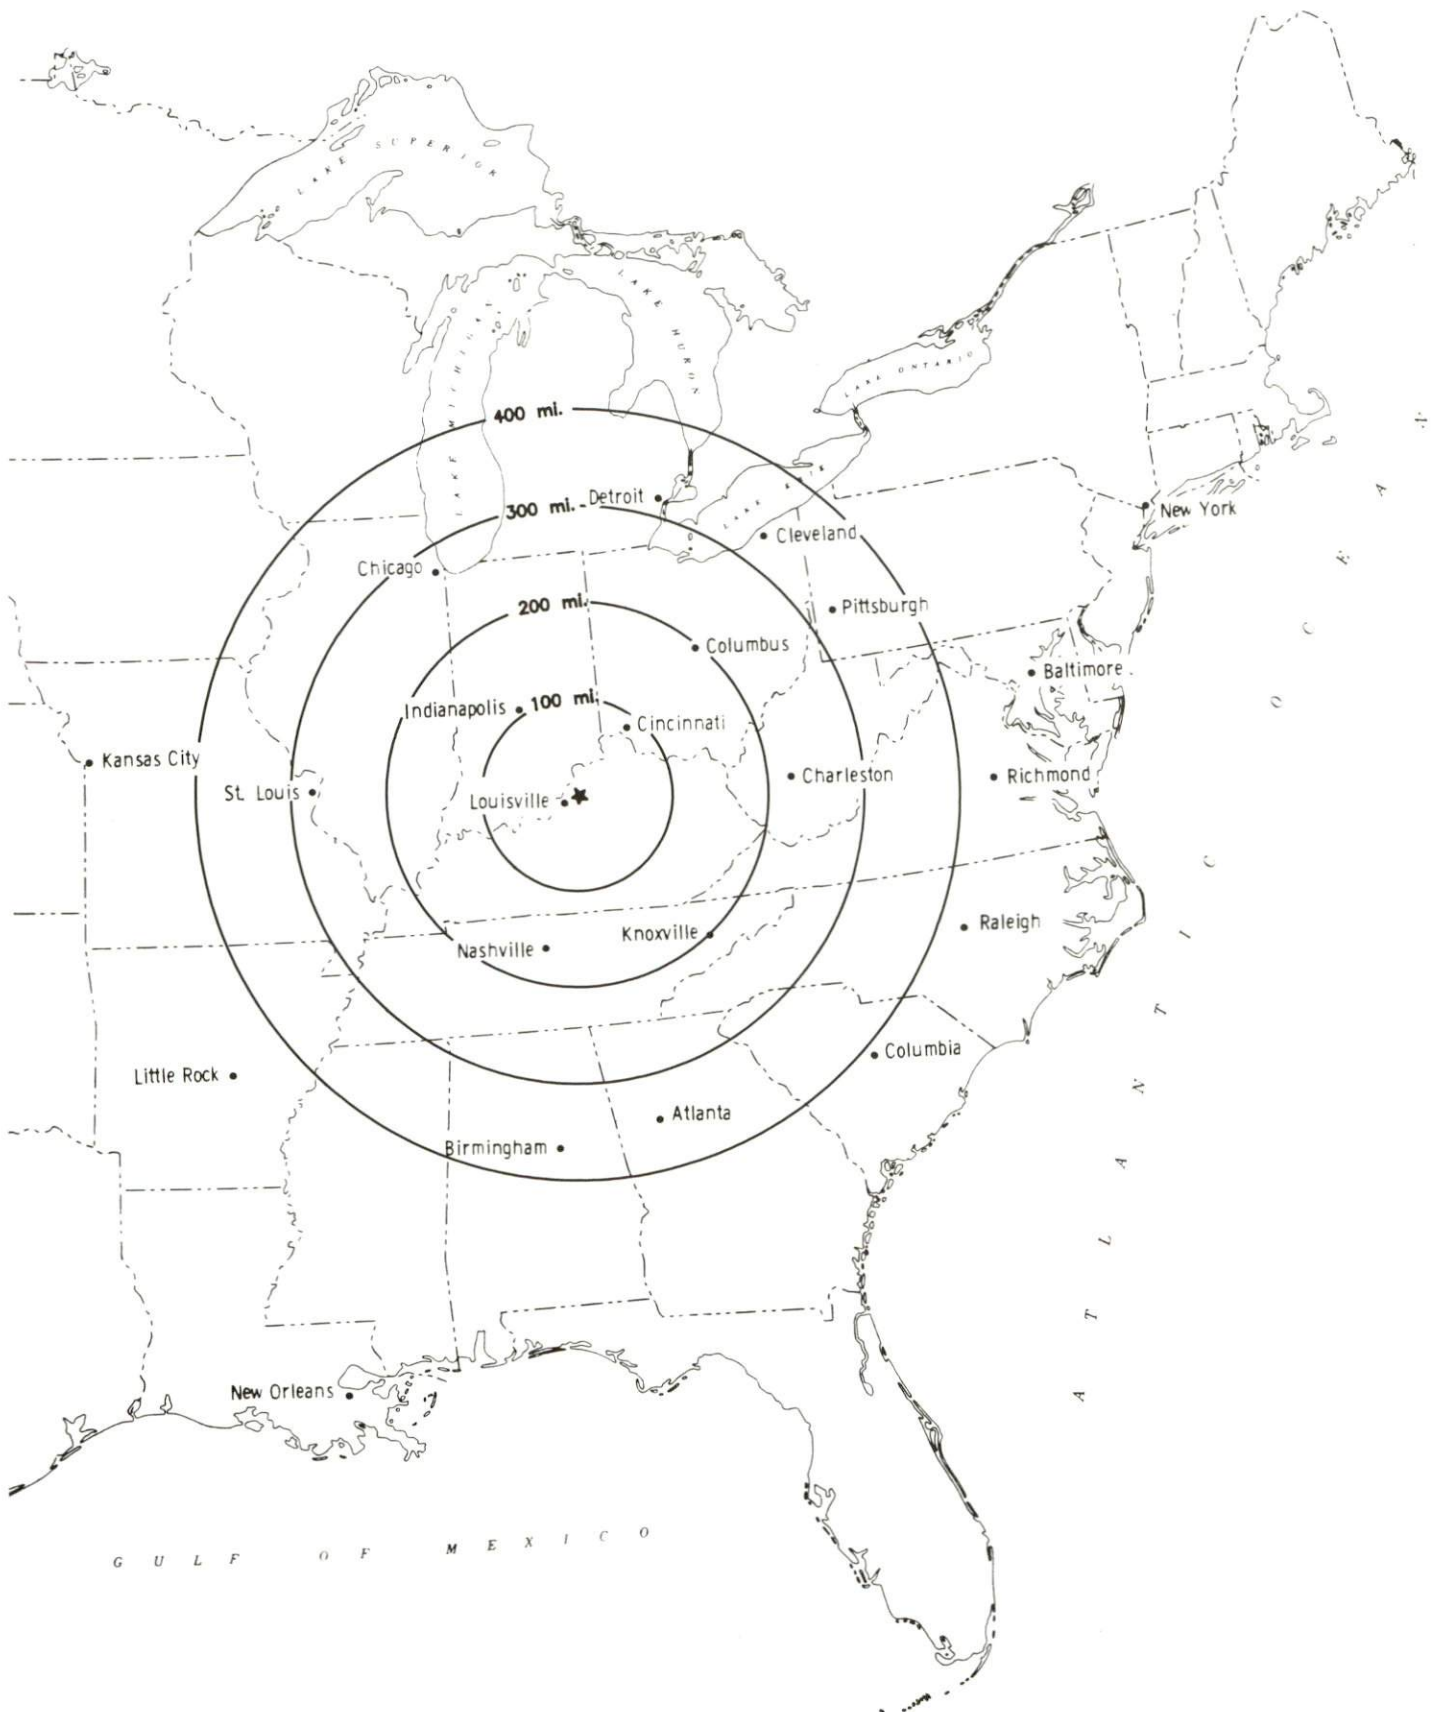 LAKE SUPERIOR
LAKE HURON
LAKE MICHIGAN
LAKE ONTARIO
400 mi.
LAKE ERIE
300 mi.
Detroit
New York
Cleveland
Chicago
200 mi.
Pittsburgh
Columbus
Baltimore
Indianapolis
100 mi.
Cincinnati
Kansas City
St. Louis
Louisville
Charleston
Richmond
Nashville
Knoxville
Raleigh
Columbia
Little Rock
Atlanta
Birmingham
New Orleans
ATLANTIC OCEAN
GULF OF MEXICO